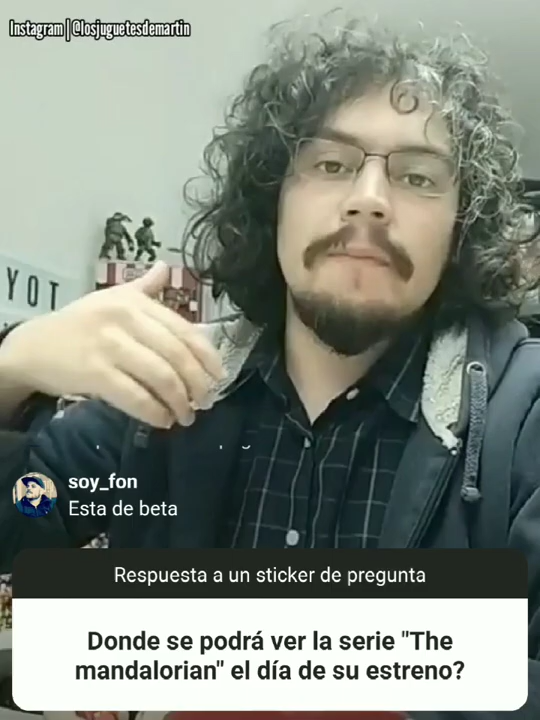 Instagram | @losjuguetesdemartin
YOT
soy_fon
Esta de beta
Respuesta a un sticker de pregunta
Donde se podrá ver la serie "The
mandalorian" el día de su estreno?